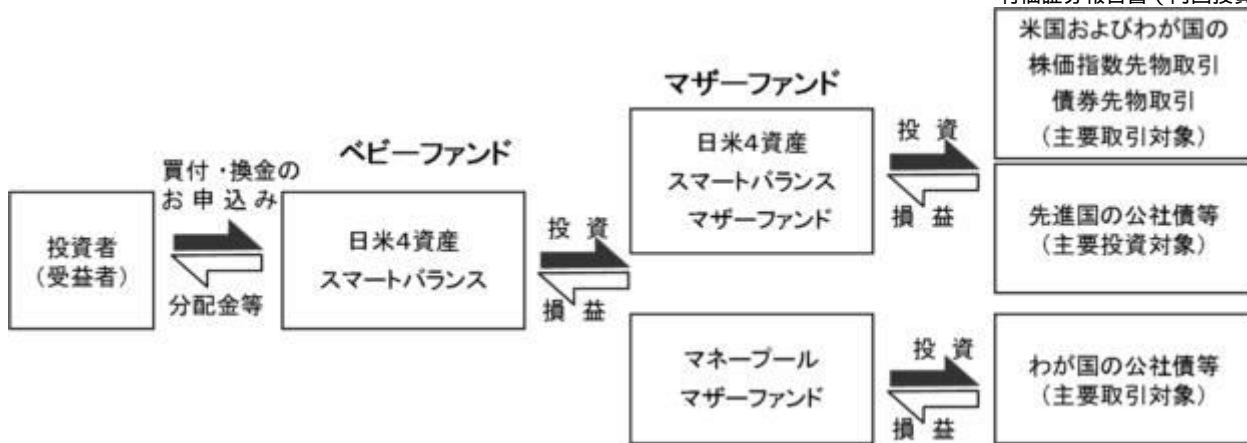 米国およびわが国の
株価指数先物取引
債券先物取引
（主要取引対象）
マザーファンド
日米4資産
スマートバランス
マザーファンド
投 資
損 益
先進国の公社債等
（主要投資対象）
ベビーファンド
買付・換金の
お申込み
投資者
（受益者）
分配金等
日米4資産
スマートバランス
投 資
損 益
マネープール
マザーファンド
投 資
損 益
わが国の公社債等
（主要取引対象）